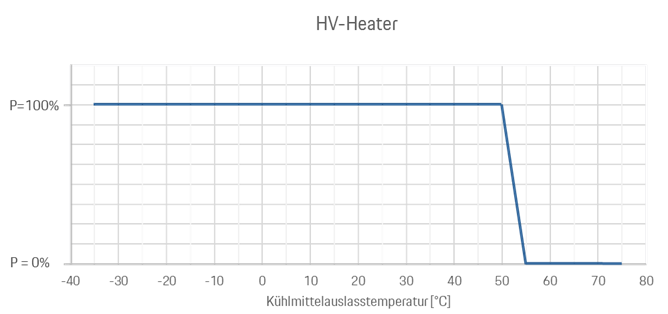 HV-Heater
P=100%
P = 0%
-40 -30 -20 -10 0 10 20 30 40 50 60 70 80
Kühlmittelauslasstemperatur [°C]